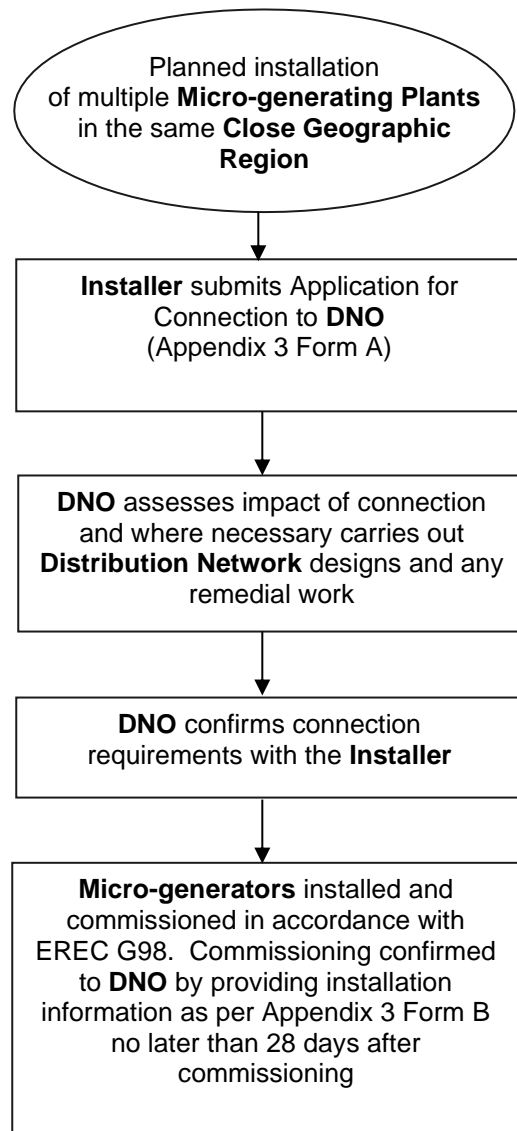 Planned installation
of multiple Micro-generating Plants
in the same Close Geographic
Region
Installer submits Application for
Connection to DNO
(Appendix 3 Form A)
DNO assesses impact of connection
and where necessary carries out
Distribution Network designs and any
remedial work
DNO confirms connection
requirements with the Installer
Micro-generators installed and
commissioned in accordance with
EREC G98.  Commissioning confirmed
to DNO by providing installation
information as per Appendix 3 Form B
no later than 28 days after
commissioning